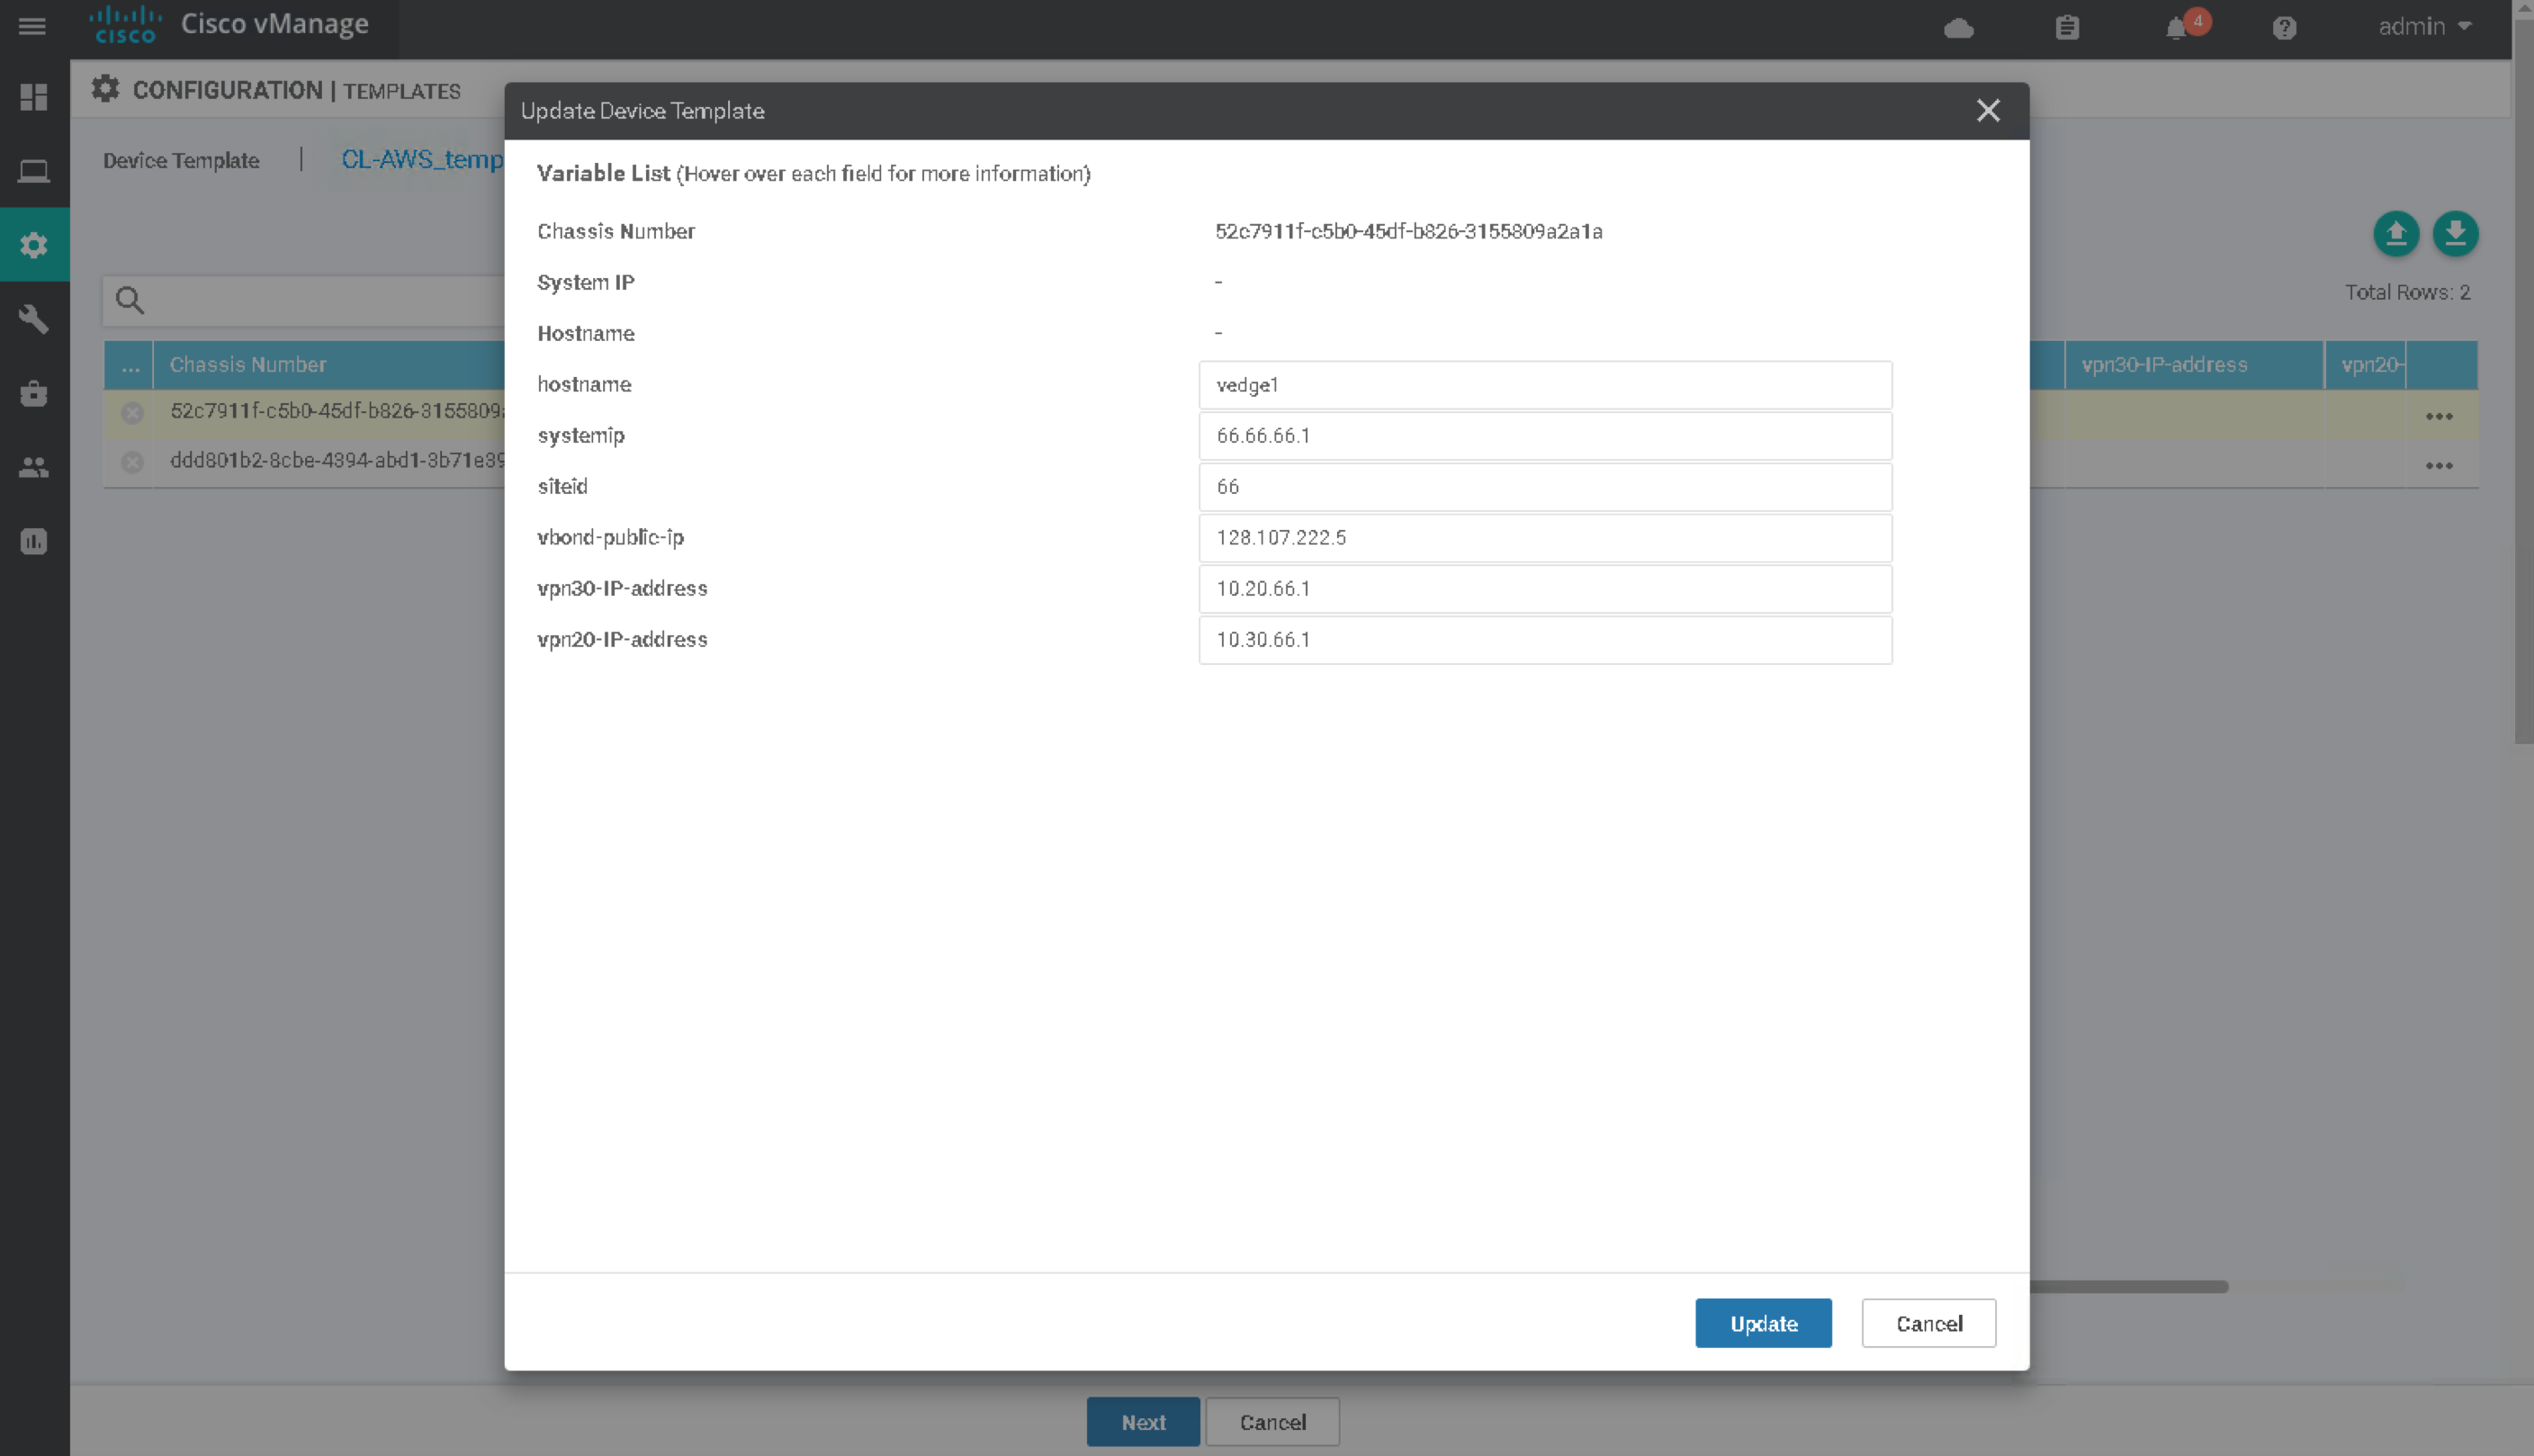 CISCO Cisco vManage
4
admin
CONFIGURATION | TEMPLATES
Update Device Template
Device Template | CL-AWS_temp
Variable List (Hover over each field for more information)
Chassis Number 52c7911f-c5b0-45df-b826-3155809a2a1a
System IP -
Total Rows: 2
Hostname -
... Chassis Number vpn30-IP-address vpn20-
hostname vedge1
52c7911f-c5b0-45df-b826-3155809
systemip 66.66.66.1
ddd801b2-8cbe-4394-abd1-3b71e39
siteid 66
vbond-public-ip 128.107.222.5
vpn30-IP-address 10.20.66.1
vpn20-IP-address 10.30.66.1
Update Cancel
Next Cancel